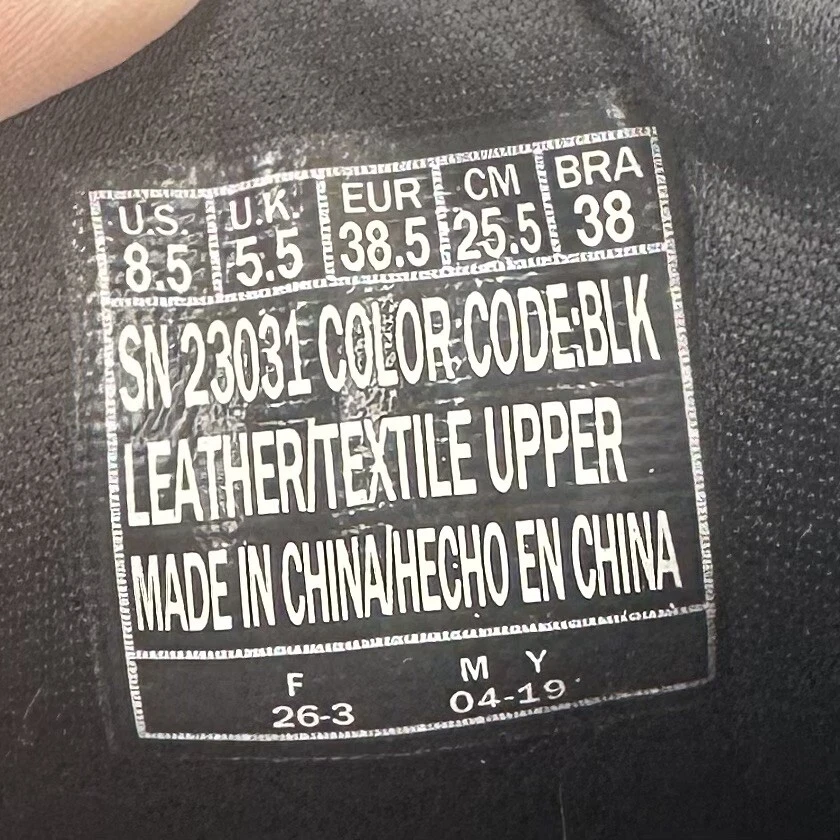 U.S. U.K. EUR CM BRA
8.5 5.5 38.5 25.5 38
SN 23031 COLOR CODE:BLK
LEATHER/TEXTILE UPPER
MADE IN CHINA/HECHO EN CHINA
F M Y
26-3 04-19